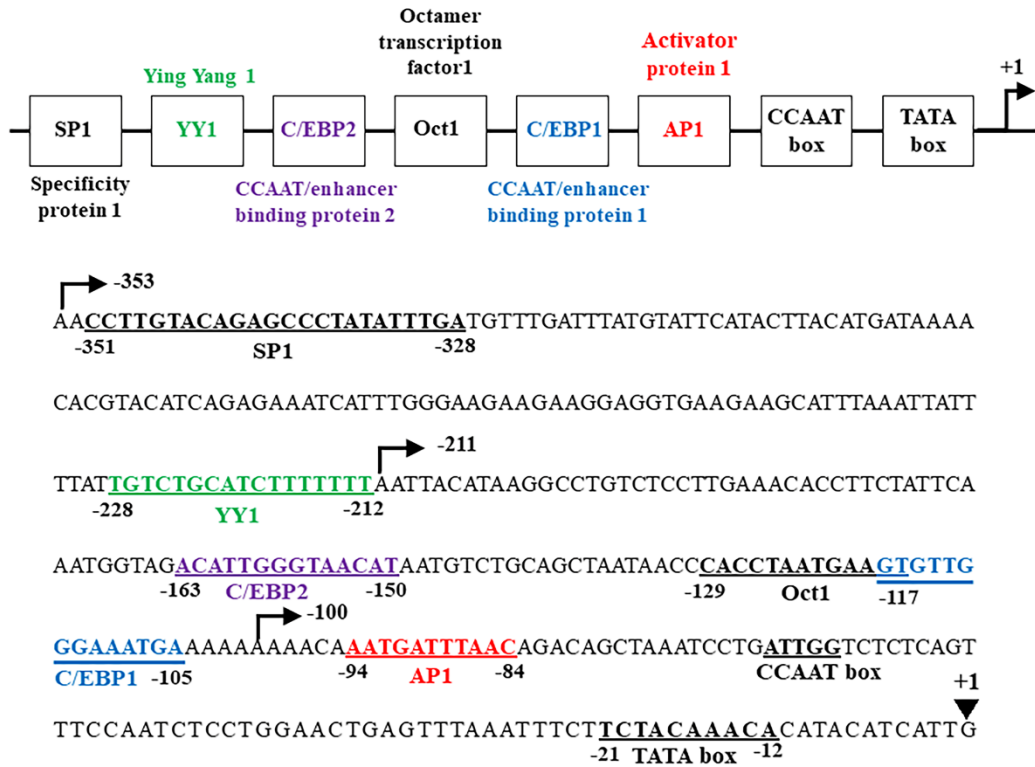 Octamer
transcription
factor1
Activator
protein 1
Ying Yang 1
+1
SP1
YY1
C/EBP2
Oct1
C/EBP1
AP1
CCAAT
box
TATA
box
Specificity
protein 1
CCAAT/enhancer
binding protein 2
CCAAT/enhancer
binding protein 1
-353
AACCTTGTACAGAGCCCTATATTTGATGTTTGATTTATGTATTCATACTTACATGATAAAA
-351 SP1 -328
CACGTACATCAGAGAAATCATTTGGGAAGAAGAAGGAGGTGAAGAAGCATTTAAATTATT
-211
TTATTGTCTGCATCTTTTTTTAATTACATAAGGCCTGTCTCCTTGAAACACCTTCTATTCA
-228 YY1 -212
AATGGTAGACATTGGGTAACATAATGTCTGCAGCTAATAACCCACCTAATGAAGTGTTG
-163 C/EBP2 -150 -129 Oct1 -117
-100
GGAAATGAAAAAAAAACAAATGATTTAACAGACAGCTAAATCCTGATTGGTCTCTCAGT
C/EBP1 -105 -94 AP1 -84 CCAAT box
+1
TTCCAATCTCCTGGAACTGAGTTTAAATTTCTTCTACAAACACATACATCATTG
-21 TATA box -12